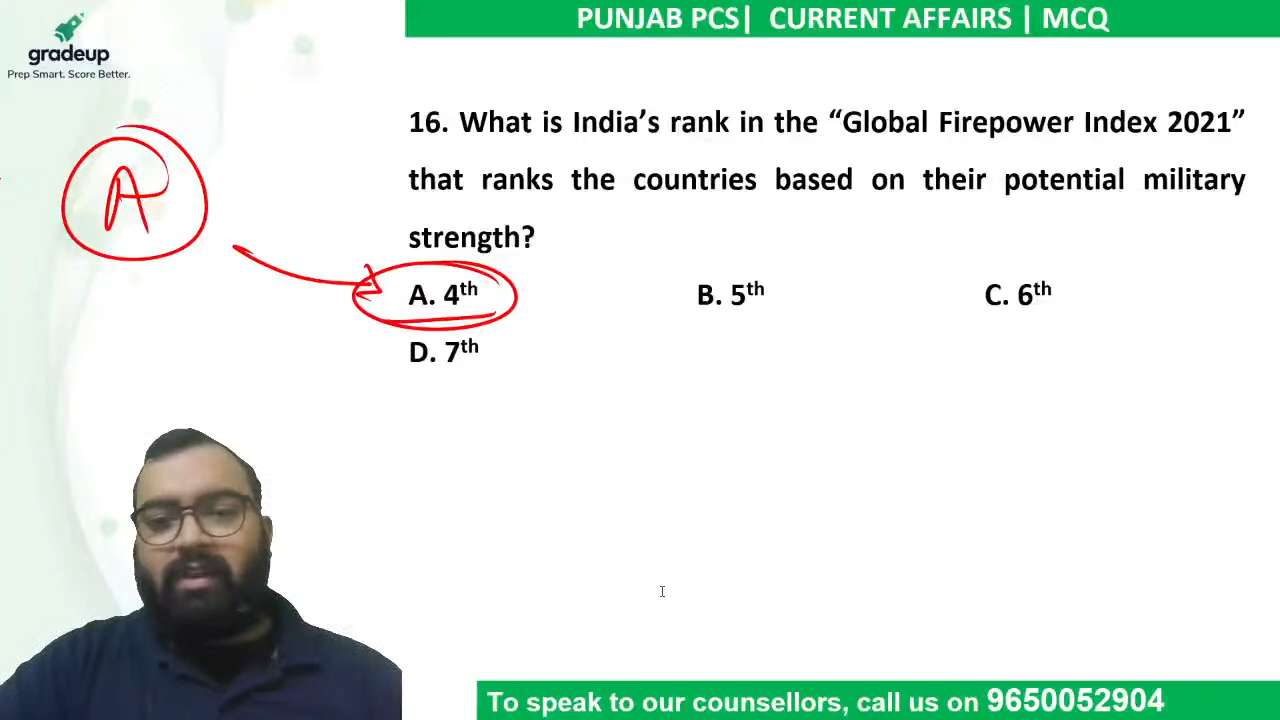 gradeup
Prep Smart. Score Better.
PUNJAB PCS| CURRENT AFFAIRS | MCQ
16. What is India’s rank in the “Global Firepower Index 2021”
that ranks the countries based on their potential military
strength?
A
A. 4th B. 5th C. 6th
D. 7th
To speak to our counsellors, call us on 9650052904